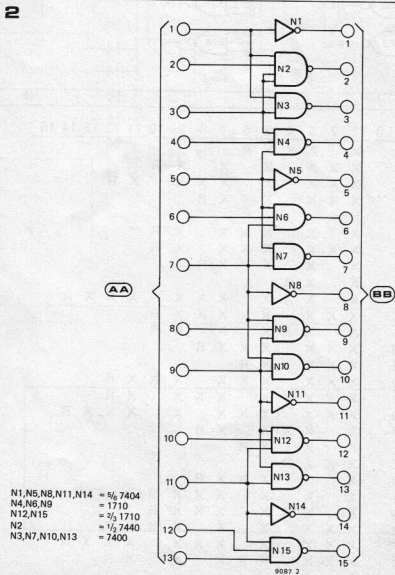 2
1
2
3
4
5
6
7
8
9
10
11
12
13
AA
N1
N2
N3
N4
N5
N6
N7
N8
N9
N10
N11
N12
N13
N14
N15
1
2
3
4
5
6
7
8
9
10
11
12
13
14
15
BB
N1,N5,N8,N11,N14 = 5/6 7404
N4,N6,N9 = 1710
N12,N15 = 2/3 1710
N2 = 1/2 7440
N3,N7,N10,N13 = 7400
9087 2